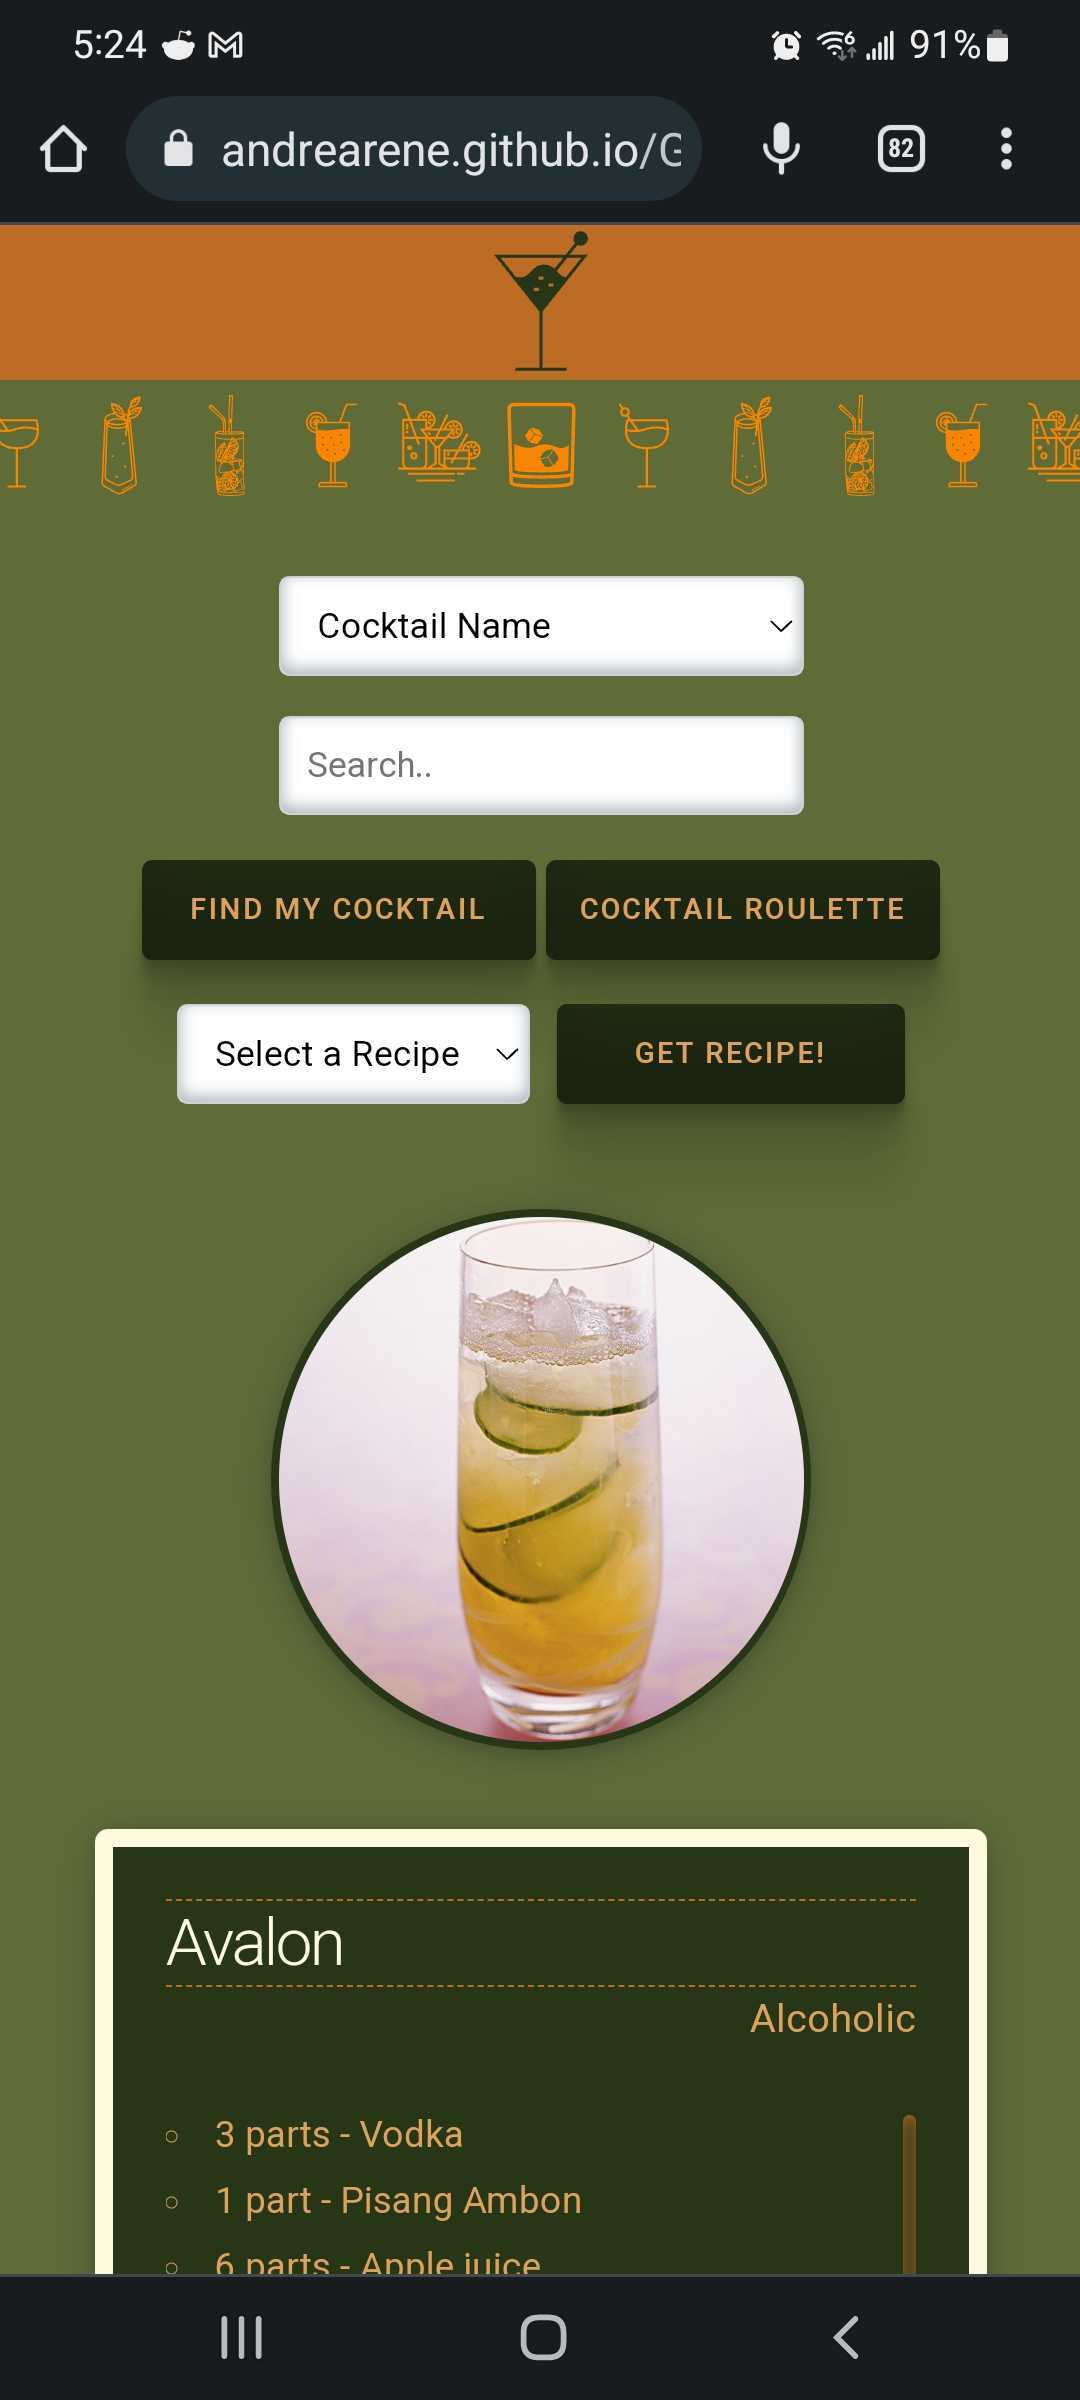 5:24
6
91%
andrearene.github.io/G
82
Cocktail Name
Search..
FIND MY COCKTAIL
COCKTAIL ROULETTE
Select a Recipe
GET RECIPE!
Avalon
Alcoholic
3 parts - Vodka
1 part - Pisang Ambon
6 parts - Apple juice